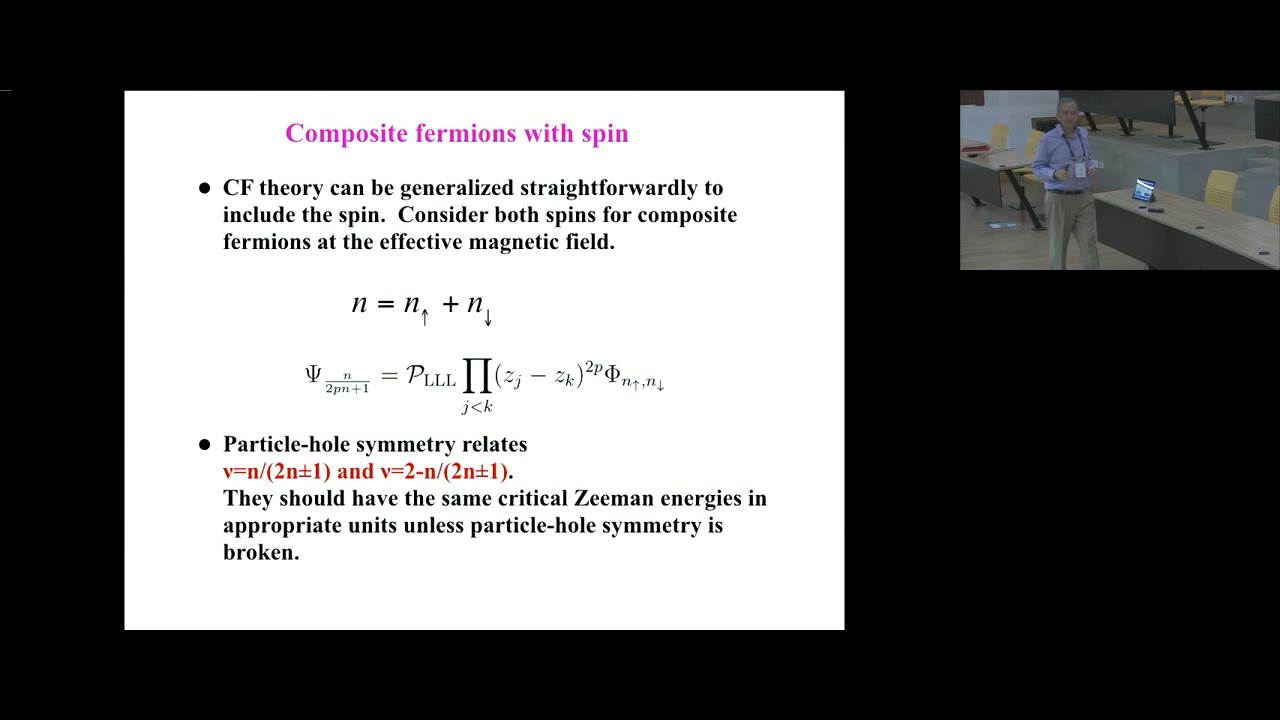 Composite fermions with spin
● CF theory can be generalized straightforwardly to
include the spin. Consider both spins for composite
fermions at the effective magnetic field.
n = n↑ + n↓
Ψ_{n/(2pn+1)} = 𝒫_{LLL} ∏_{j<k} (z_j − z_k)^{2p} Φ_{n↑,n↓}
● Particle-hole symmetry relates
ν=n/(2n±1) and ν=2-n/(2n±1).
They should have the same critical Zeeman energies in
appropriate units unless particle-hole symmetry is
broken.